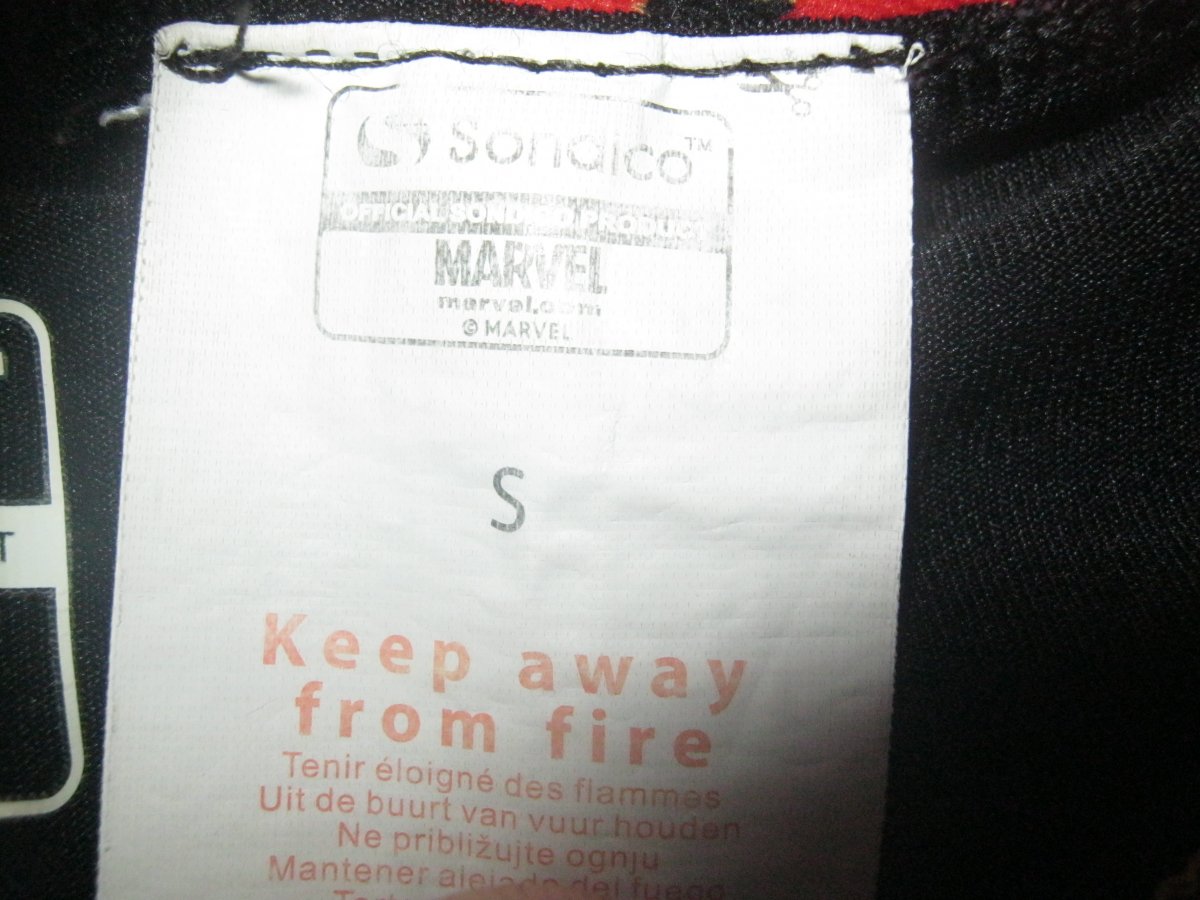 Sondico™
OFFICIAL SONDICO PRODUCT
MARVEL
marvel.com
© MARVEL
S
Keep away
from fire
Tenir éloigné des flammes
Uit de buurt van vuur houden
Ne približujte ognju
Mantener alejado del fuego
T